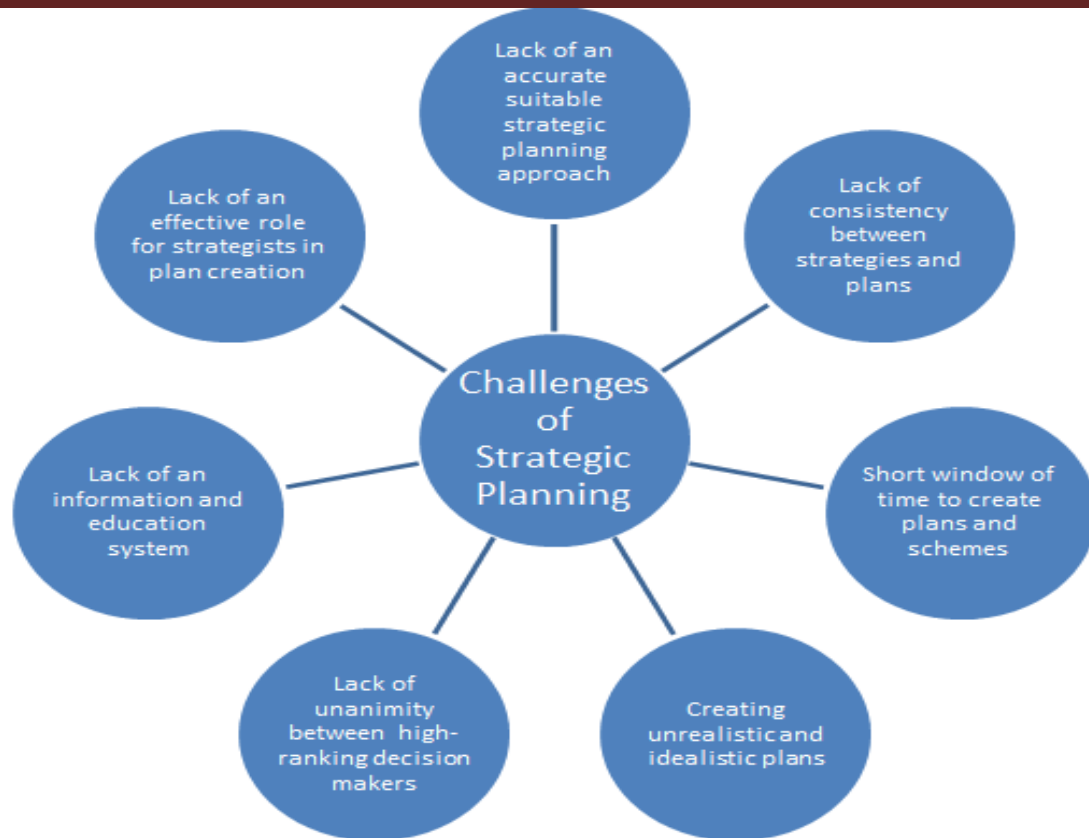 Lack of an
accurate
suitable
strategic
planning
approach
Lack of
consistency
between
strategies and
plans
Short window of
time to create
plans and
schemes
Creating
unrealistic and
idealistic plans
Lack of
unanimity
between high-
ranking decision
makers
Lack of an
information and
education
system
Lack of an
effective role
for strategists in
plan creation
Challenges
of
Strategic
Planning